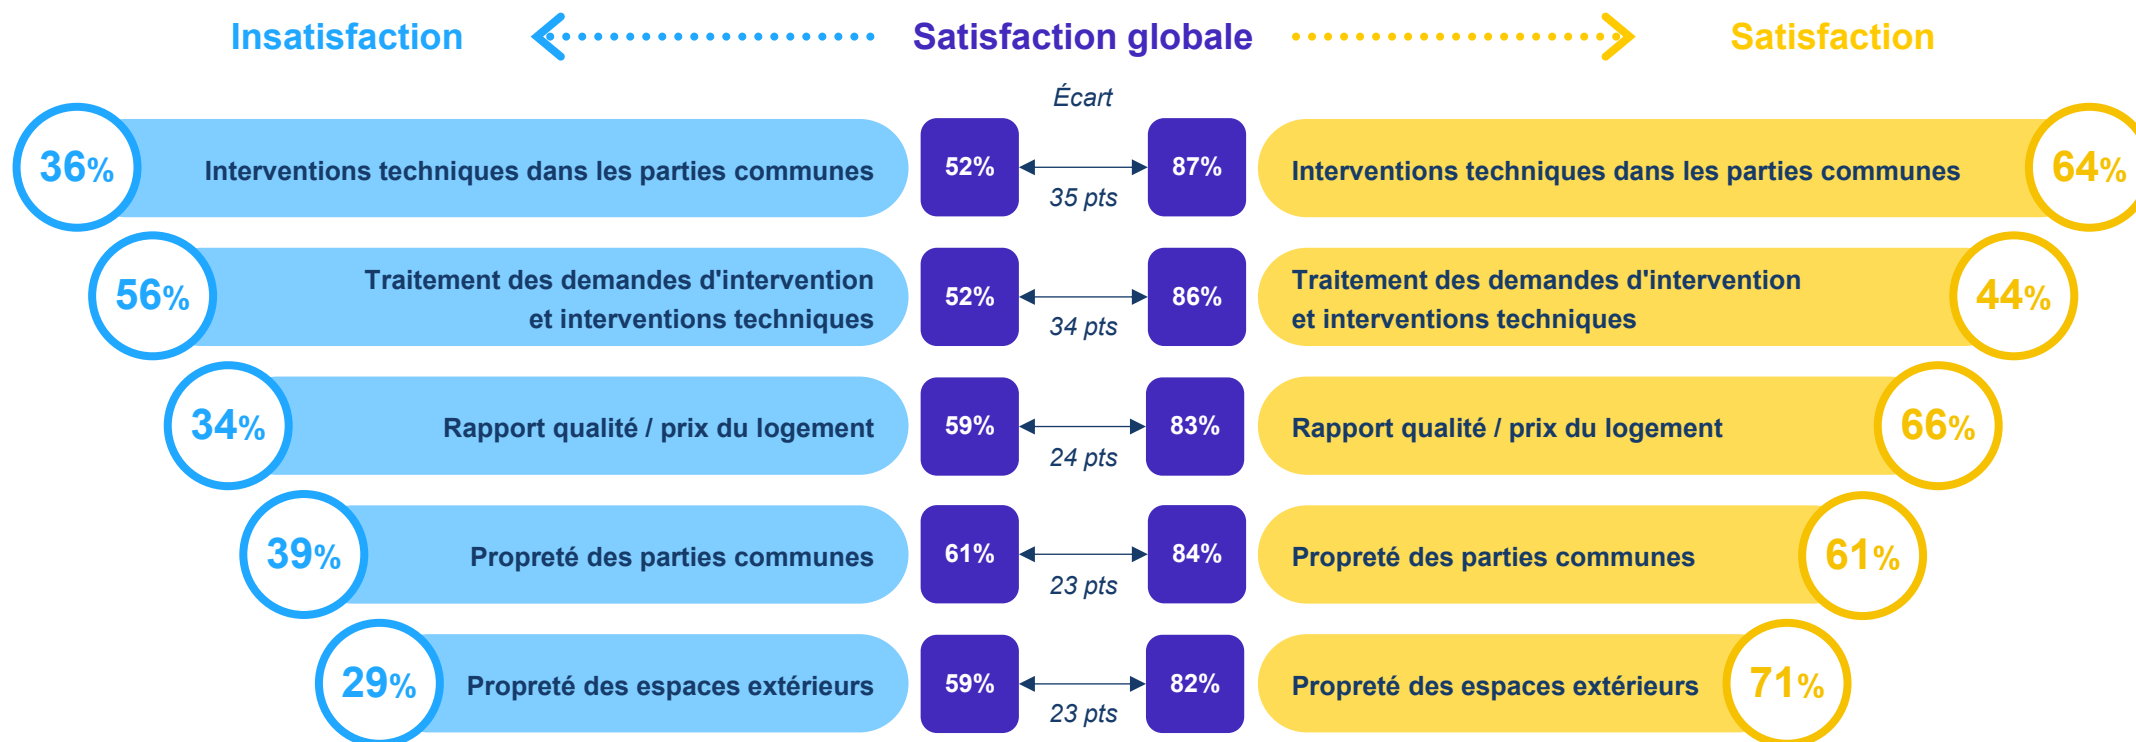 Insatisfaction
Satisfaction globale
Satisfaction
Écart
36%
Interventions techniques dans les parties communes
52%
35 pts
87%
Interventions techniques dans les parties communes
64%
56%
Traitement des demandes d'intervention
et interventions techniques
52%
34 pts
86%
Traitement des demandes d'intervention
et interventions techniques
44%
34%
Rapport qualité / prix du logement
59%
24 pts
83%
Rapport qualité / prix du logement
66%
39%
Propreté des parties communes
61%
23 pts
84%
Propreté des parties communes
61%
29%
Propreté des espaces extérieurs
59%
23 pts
82%
Propreté des espaces extérieurs
71%